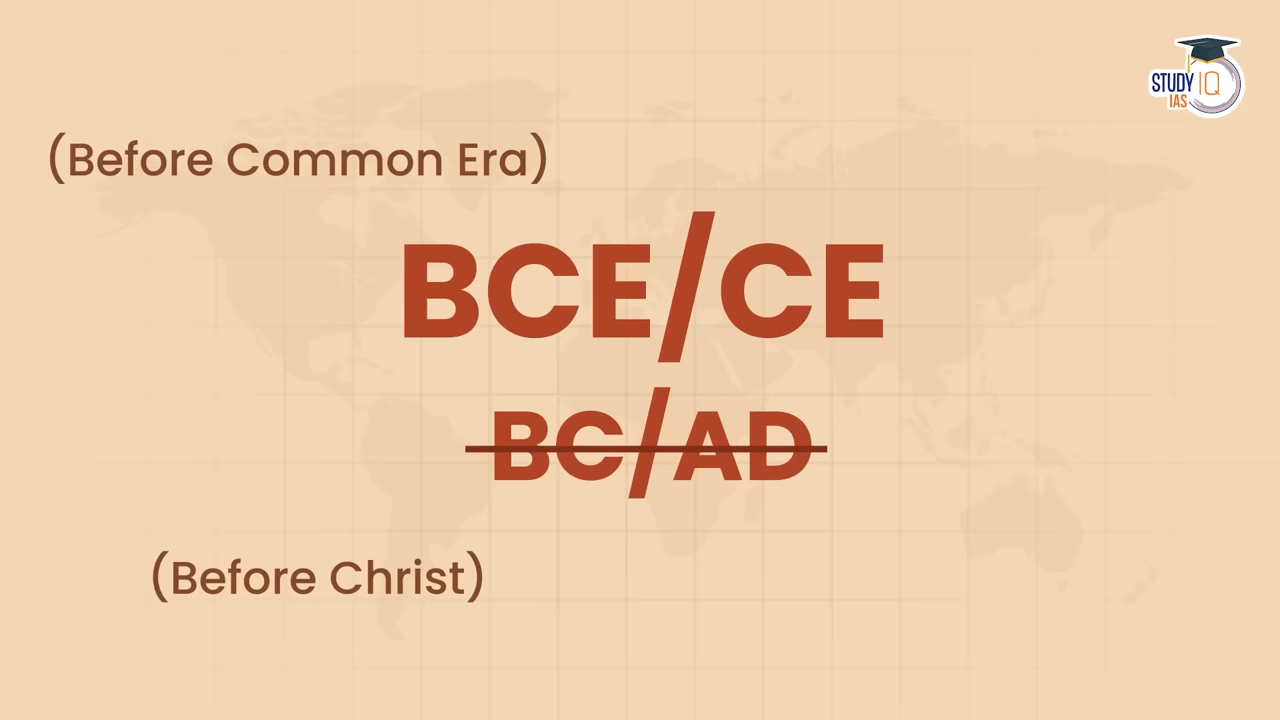 STUDY IQ
IAS
(Before Common Era)
BCE/CE
BC/AD
(Before Christ)